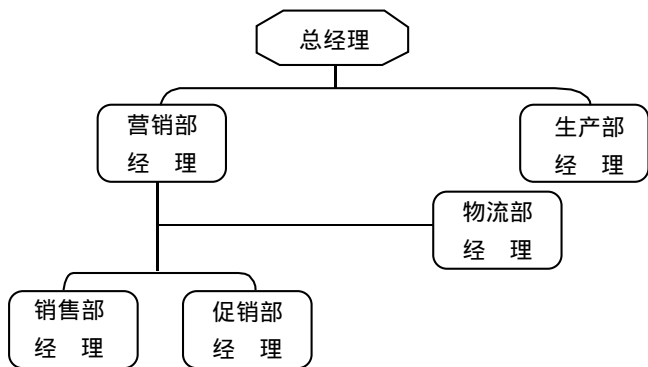 总经理
营销部
经 理
生产部
经 理
物流部
经 理
销售部
经 理
促销部
经 理